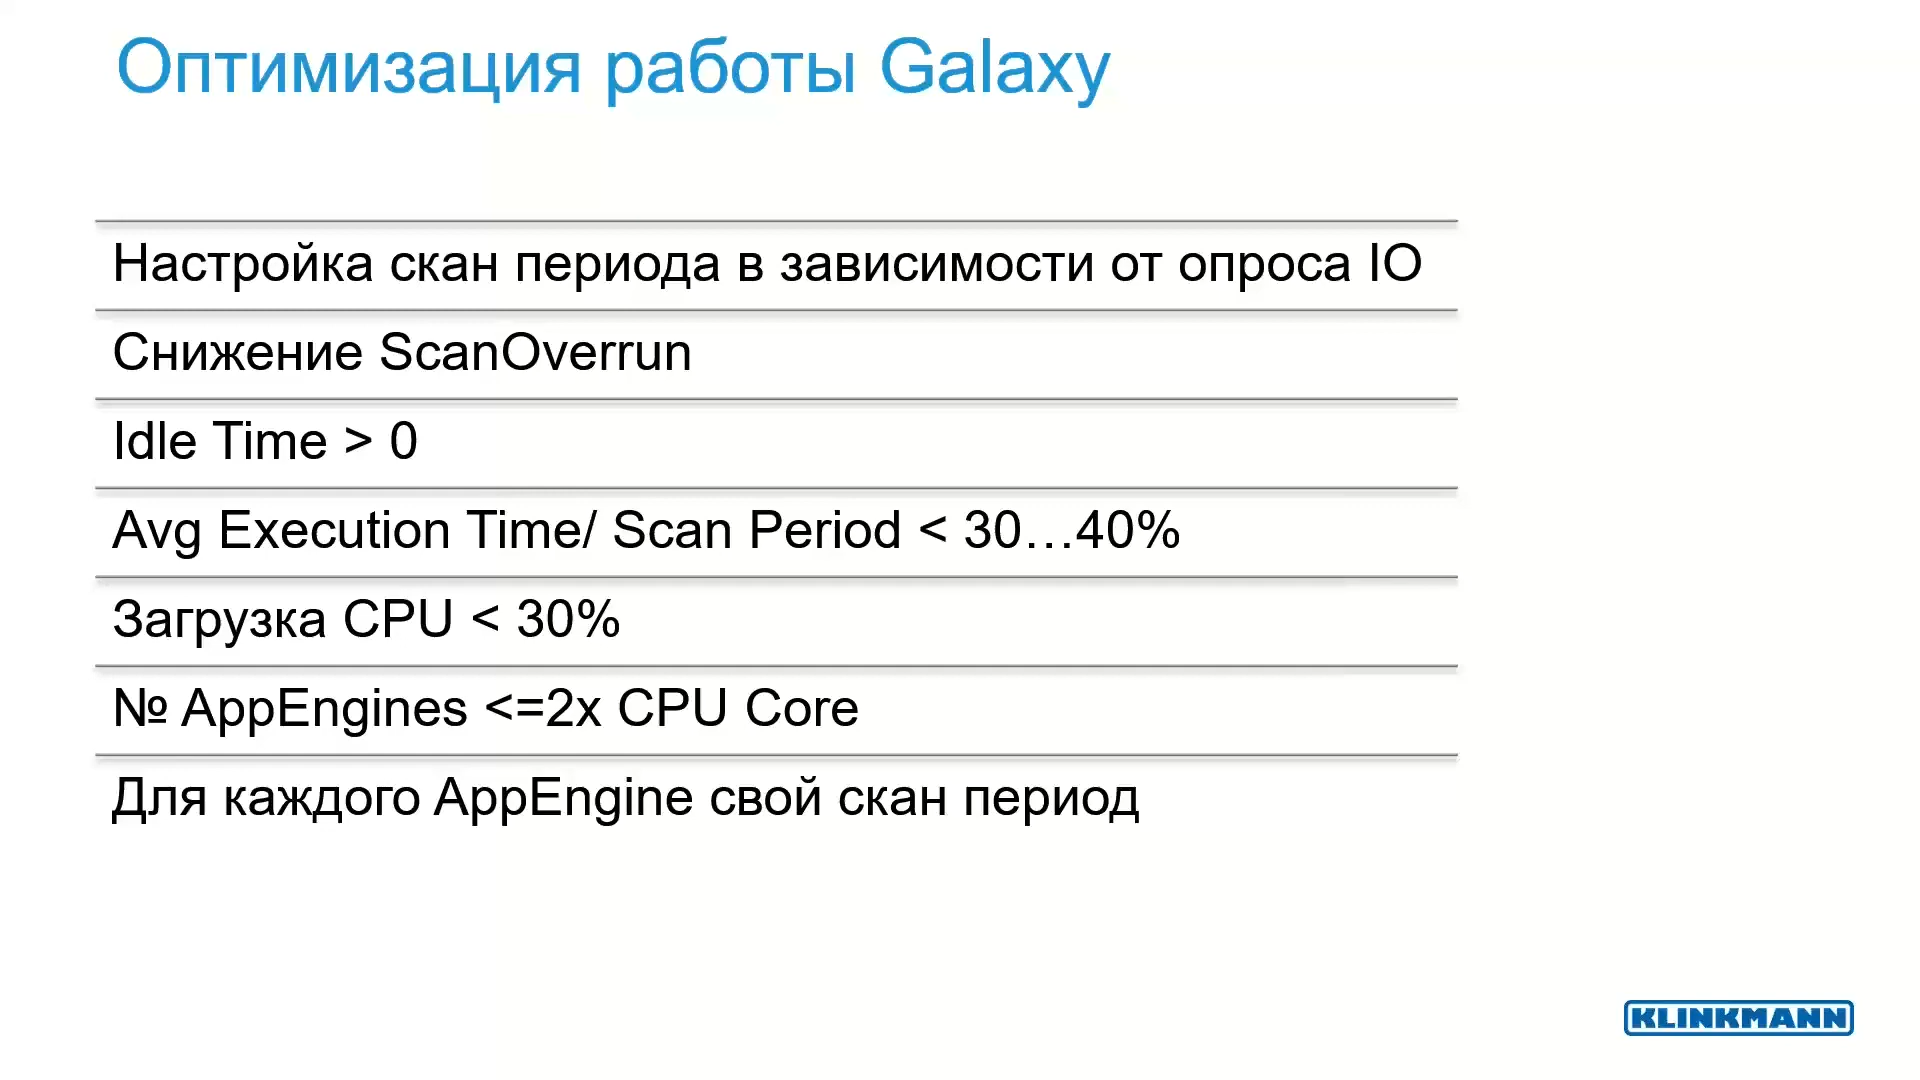 Оптимизация работы Galaxy
Настройка скан периода в зависимости от опроса IO
Снижение ScanOverrun
Idle Time > 0
Avg Execution Time/ Scan Period < 30…40%
Загрузка CPU < 30%
№ AppEngines <=2x CPU Core
Для каждого AppEngine свой скан период
KLINKMANN